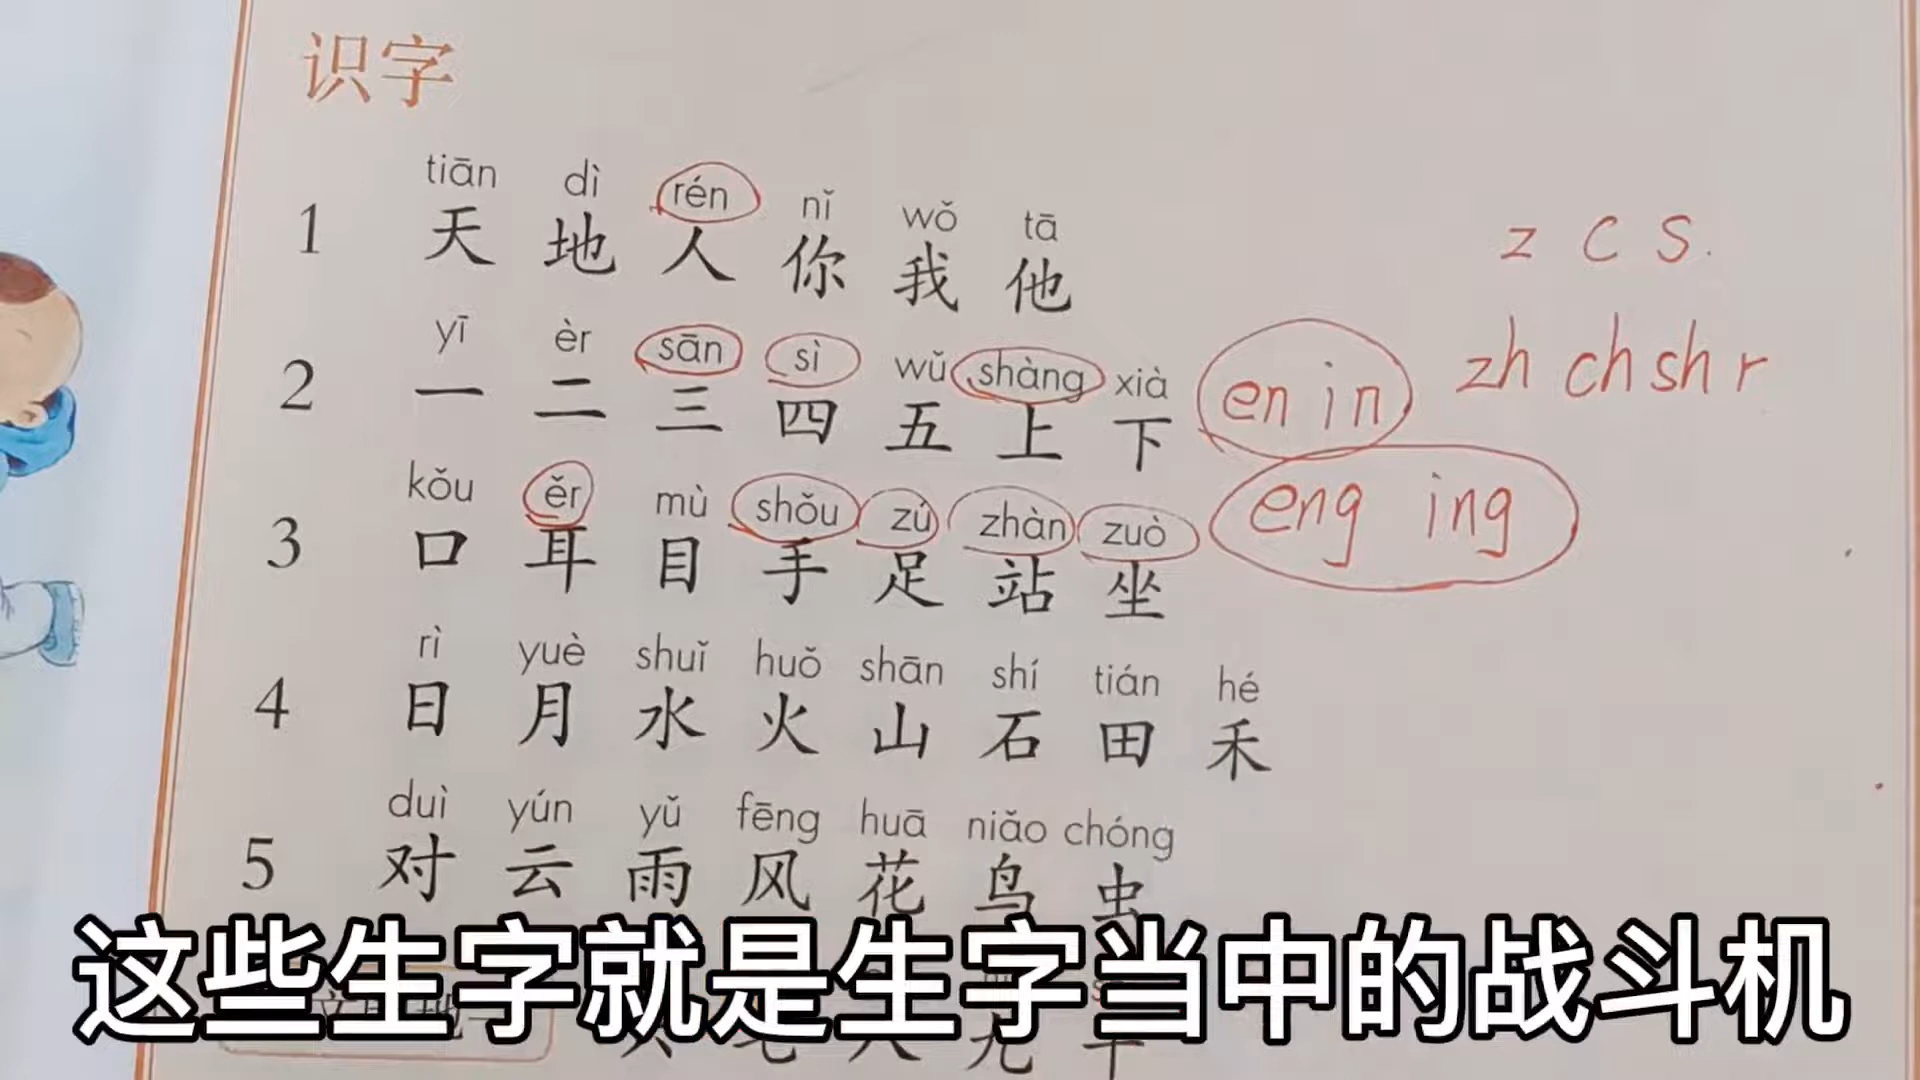 识字
tiān dì rén nǐ wǒ tā
1 天 地 人 你 我 他
z c s.
yī èr sān sì wǔ shàng xià
2 一 二 三 四 五 上 下
en in
zh ch sh r
kǒu ěr mù shǒu zú zhàn zuò
3 口 耳 目 手 足 站 坐
eng ing
rì yuè shuǐ huǒ shān shí tián hé
4 日 月 水 火 山 石 田 禾
duì yún yǔ fēng huā niǎo chóng
5 对 云 雨 风 花 鸟 虫
这些生字就是生字当中的战斗机